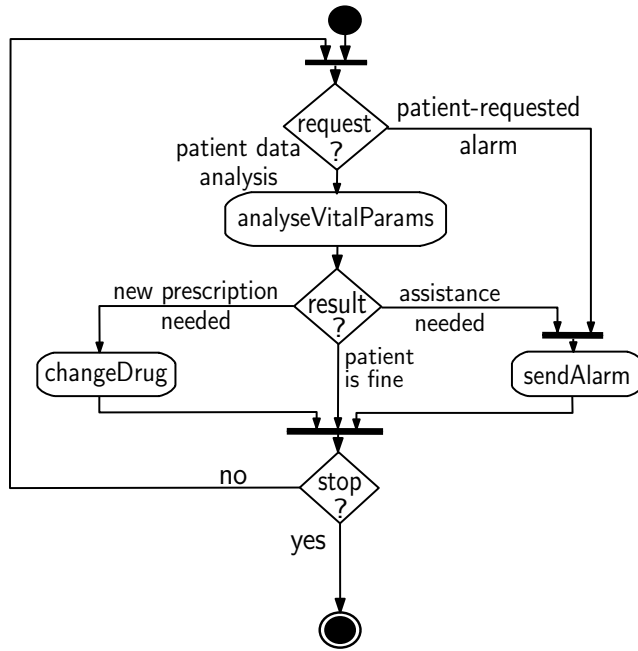 request
?
patient-requested
alarm
patient data
analysis
analyseVitalParams
new prescription
needed
result
?
assistance
needed
changeDrug
patient
is fine
sendAlarm
no
stop
?
yes